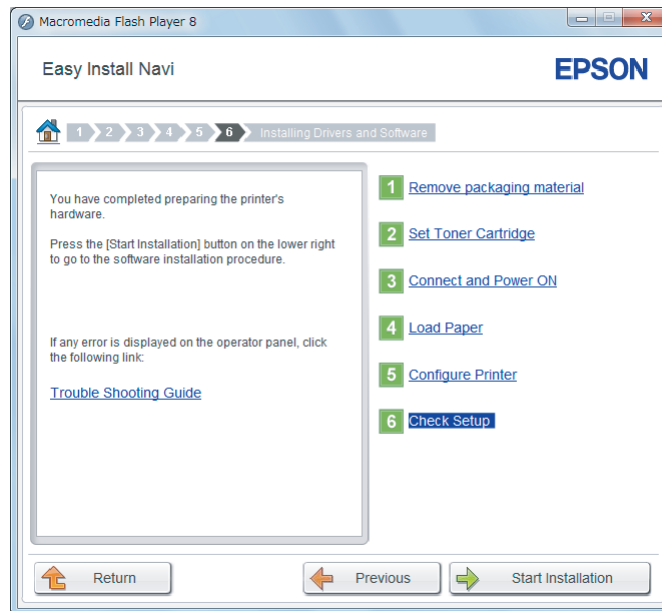 Macromedia Flash Player 8
Easy Install Navi
EPSON
1 2 3 4 5 6 Installing Drivers and Software
You have completed preparing the printer's
hardware.
Press the [Start Installation] button on the lower right
to go to the software installation procedure.
If any error is displayed on the operator panel, click
the following link:
Trouble Shooting Guide
1 Remove packaging material
2 Set Toner Cartridge
3 Connect and Power ON
4 Load Paper
5 Configure Printer
6 Check Setup
Return
Previous
Start Installation